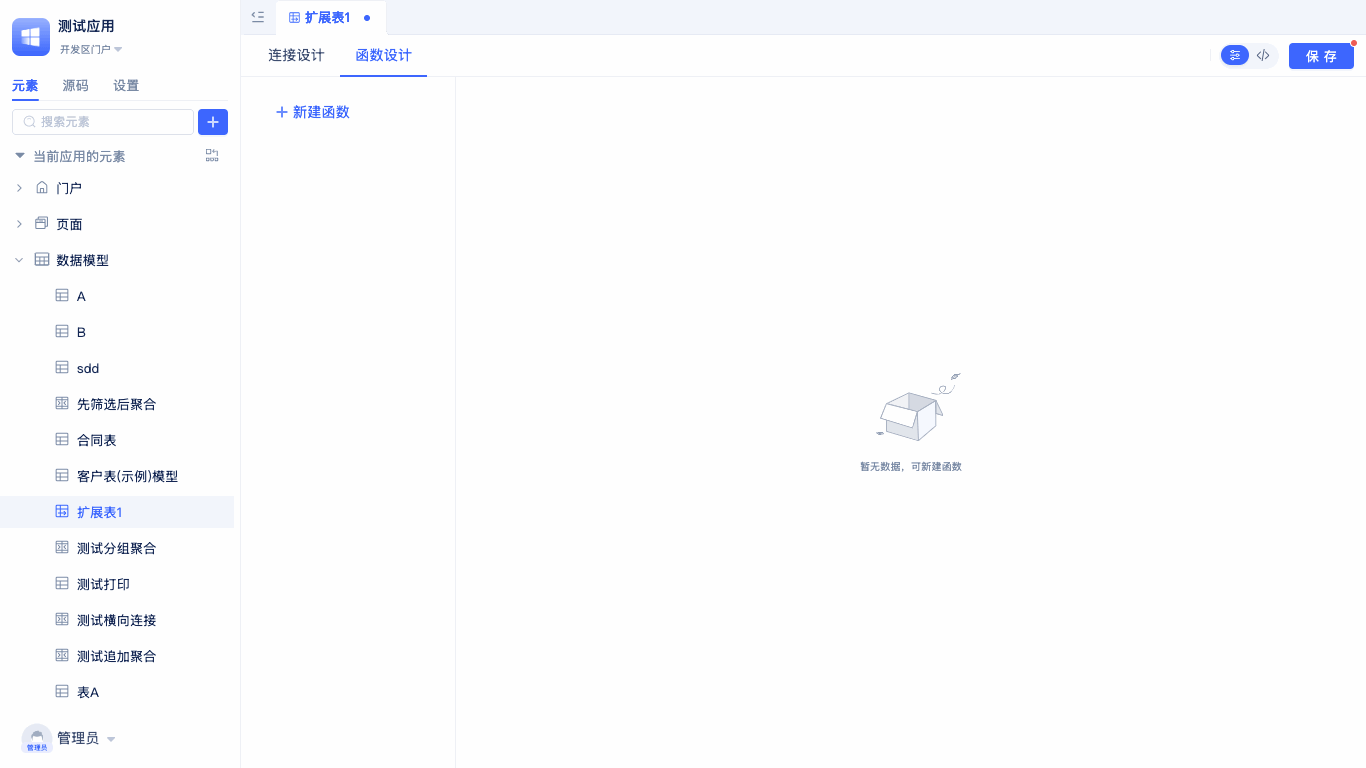 测试应用
开发区门户
元素 源码 设置
搜索元素
当前应用的元素
门户
页面
数据模型
A
B
sdd
先筛选后聚合
合同表
客户表(示例)模型
扩展表1
测试分组聚合
测试打印
测试横向连接
测试追加聚合
表A
管理员
管理员
扩展表1
连接设计 函数设计
保存
新建函数
暂无数据，可新建函数